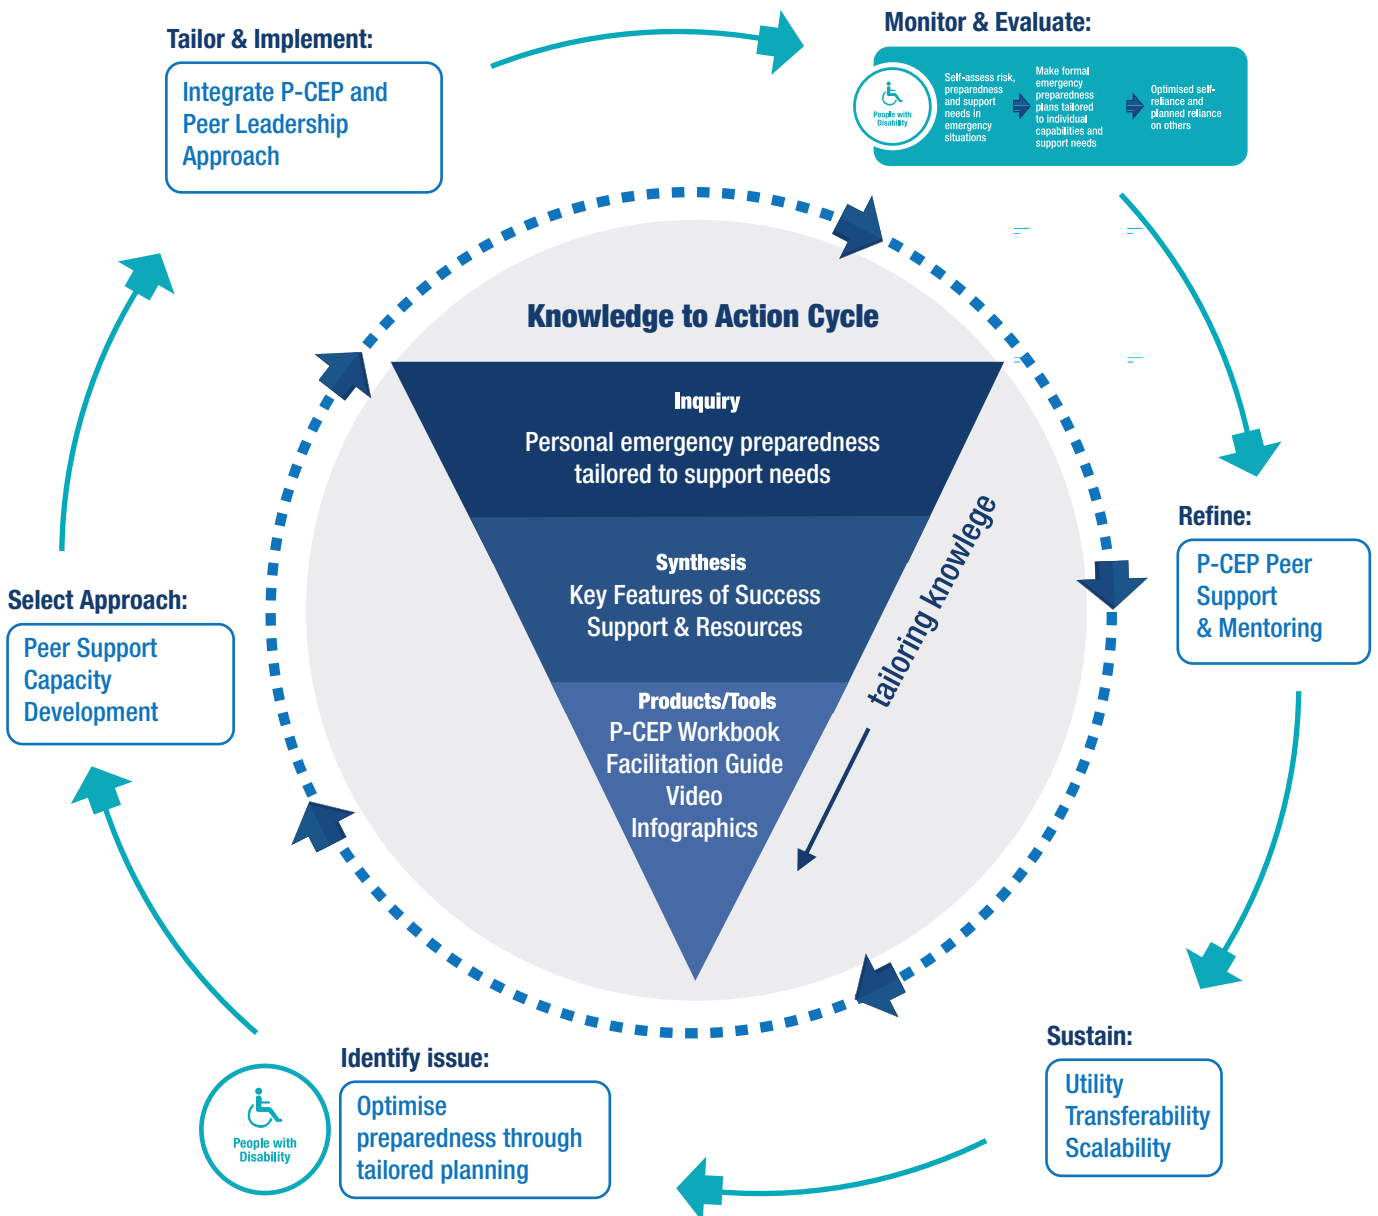 Tailor & Implement:
Integrate P-CEP and
Peer Leadership
Approach
Monitor & Evaluate:
People with
Disability
Self-assess risk,
preparedness
and support
needs in
emergency
situations
Make formal
emergency
preparedness
plans tailored
to individual
capabilities and
support needs
Optimised self-
reliance and
planned reliance
on others
Knowledge to Action Cycle
Inquiry
Personal emergency preparedness
tailored to support needs
Synthesis
Key Features of Success
Support & Resources
Products/Tools
P-CEP Workbook
Facilitation Guide
Video
Infographics
tailoring knowlege
Refine:
P-CEP Peer
Support
& Mentoring
Select Approach:
Peer Support
Capacity
Development
Sustain:
Utility
Transferability
Scalability
Identify issue:
People with
Disability
Optimise
preparedness through
tailored planning